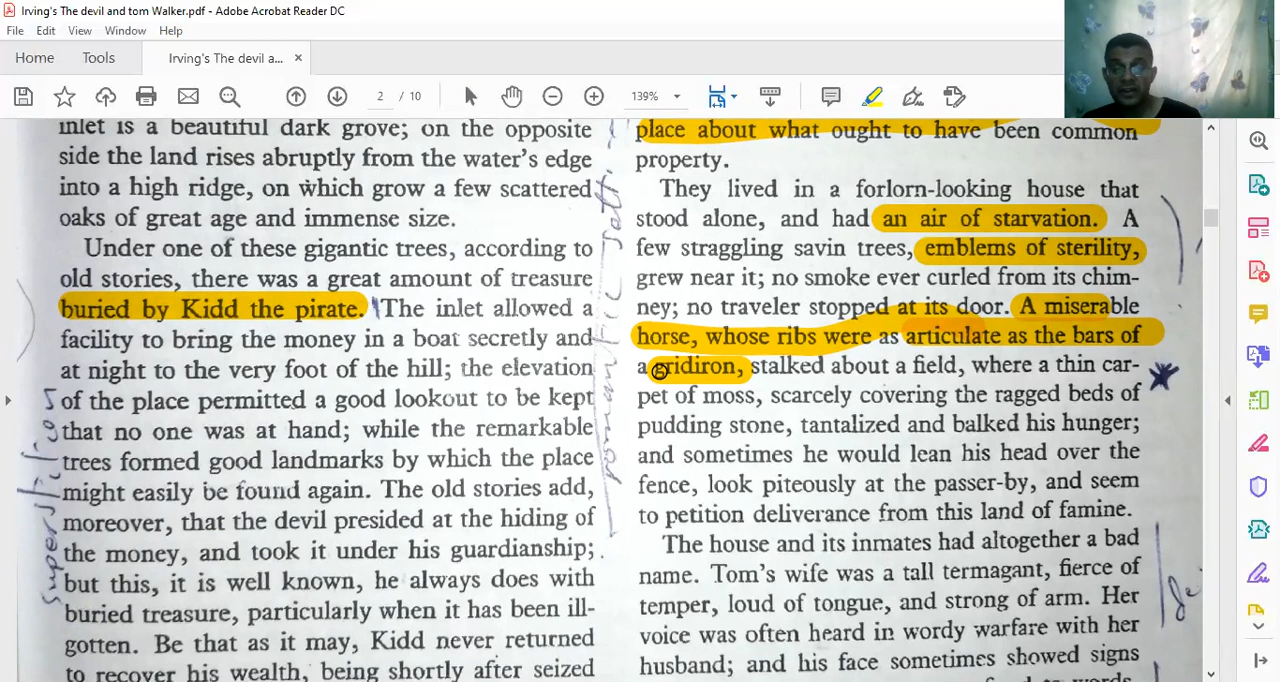 Irving's The devil and tom Walker.pdf - Adobe Acrobat Reader DC
File Edit View Window Help
Home Tools Irving's The devil a... ×
2 / 10 139%
inlet is a beautiful dark grove; on the opposite
side the land rises abruptly from the water's edge
into a high ridge, on which grow a few scattered
oaks of great age and immense size.
Under one of these gigantic trees, according to
old stories, there was a great amount of treasure
buried by Kidd the pirate. The inlet allowed a
facility to bring the money in a boat secretly and
at night to the very foot of the hill; the elevation
of the place permitted a good lookout to be kept
that no one was at hand; while the remarkable
trees formed good landmarks by which the place
might easily be found again. The old stories add,
moreover, that the devil presided at the hiding of
the money, and took it under his guardianship;
but this, it is well known, he always does with
buried treasure, particularly when it has been ill-
gotten. Be that as it may, Kidd never returned
to recover his wealth, being shortly after seized
superstitions
romantic
place about what ought to have been common
property.
They lived in a forlorn-looking house that
stood alone, and had an air of starvation. A
few straggling savin trees, emblems of sterility,
grew near it; no smoke ever curled from its chim-
ney; no traveler stopped at its door. A miserable
horse, whose ribs were as articulate as the bars of
a gridiron, stalked about a field, where a thin car-
pet of moss, scarcely covering the ragged beds of
pudding stone, tantalized and balked his hunger;
and sometimes he would lean his head over the
fence, look piteously at the passer-by, and seem
to petition deliverance from this land of famine.
The house and its inmates had altogether a bad
name. Tom's wife was a tall termagant, fierce of
temper, loud of tongue, and strong of arm. Her
voice was often heard in wordy warfare with her
husband; and his face sometimes showed signs